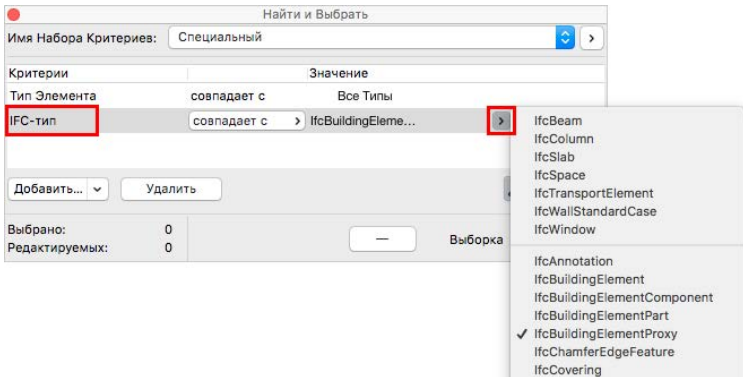 Найти и Выбрать
Имя Набора Критериев: Специальный
Критерии Значение
Тип Элемента совпадает с Все Типы
IFC-тип совпадает с IfcBuildingEleme...
Добавить... Удалить
Выбрано: 0
Редактируемых: 0
— Выборка
IfcBeam
IfcColumn
IfcSlab
IfcSpace
IfcTransportElement
IfcWallStandardCase
IfcWindow
IfcAnnotation
IfcBuildingElement
IfcBuildingElementComponent
IfcBuildingElementPart
✓ IfcBuildingElementProxy
IfcChamferEdgeFeature
IfcCovering